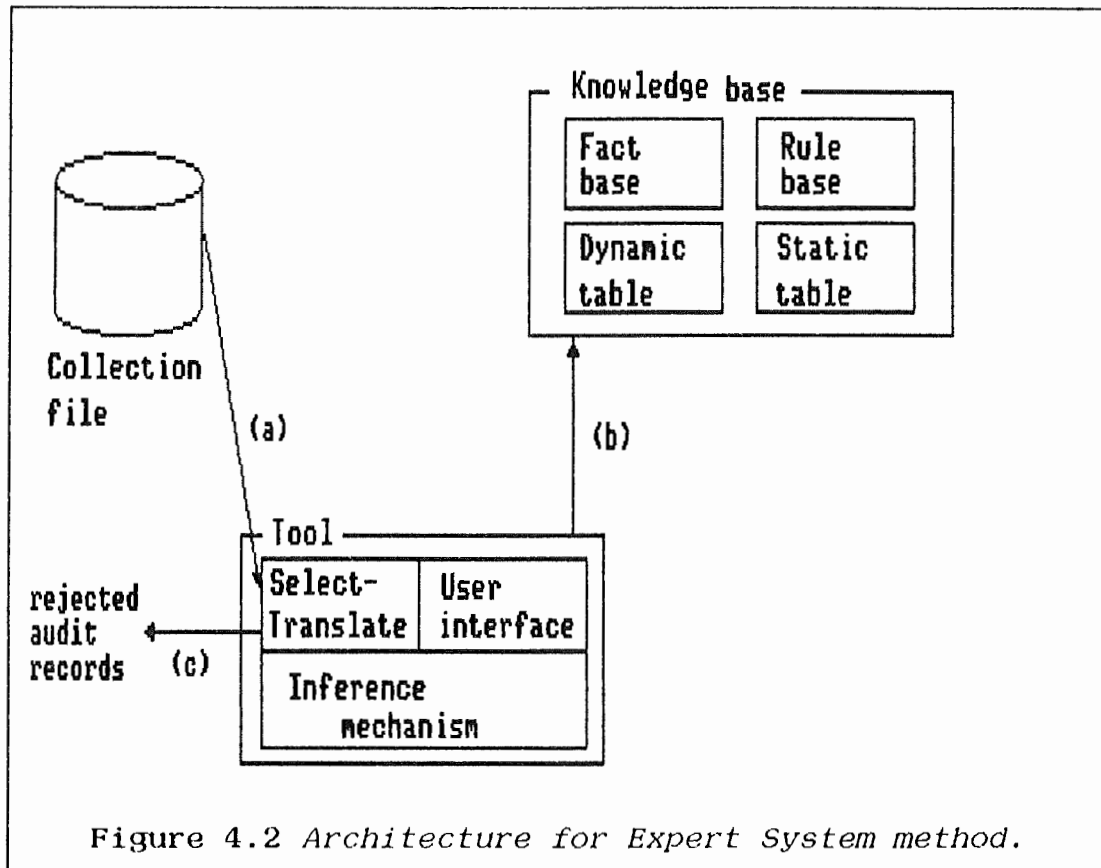 Knowledge base
Fact
base
Rule
base
Dynamic
table
Static
table
Collection
file
(a)
(b)
Tool
Select-
Translate
User
interface
Inference
mechanism
rejected
audit
records
(c)
Figure 4.2 Architecture for Expert System method.